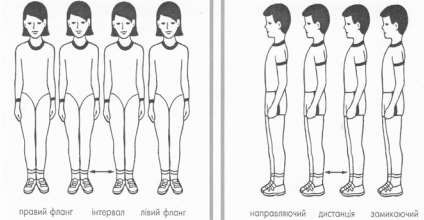 правий фланг інтервал лівий фланг
направляючий дистанція замикаючий